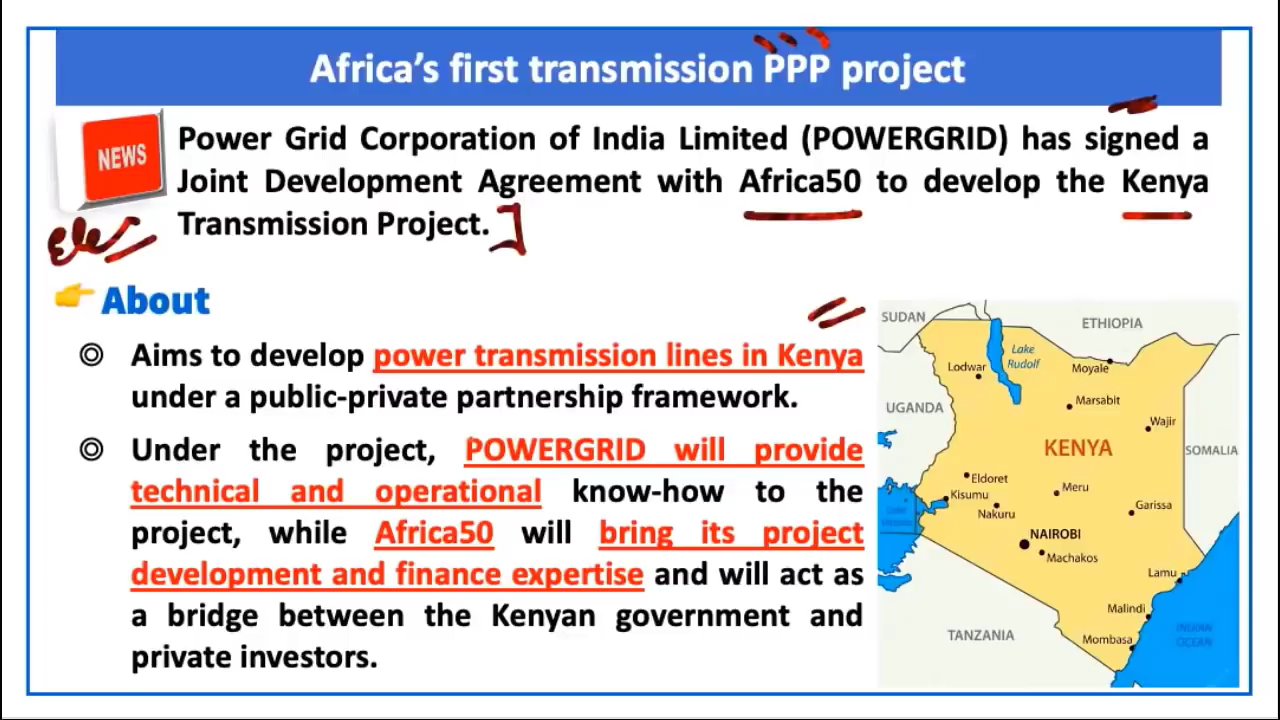 Africa's first transmission PPP project
NEWS
Power Grid Corporation of India Limited (POWERGRID) has signed a
Joint Development Agreement with Africa50 to develop the Kenya
Transmission Project.
Ele
About
Aims to develop power transmission lines in Kenya
under a public-private partnership framework.
Under the project, POWERGRID will provide
technical and operational know-how to the
project, while Africa50 will bring its project
development and finance expertise and will act as
a bridge between the Kenyan government and
private investors.
SUDAN
ETHIOPIA
Lake
Rudolf
Lodwar
Moyale
Marsabit
UGANDA
Wajir
KENYA
SOMALIA
Eldoret
Kisumu
Meru
Nakuru
Garissa
NAIROBI
Machakos
Lamu
Malindi
TANZANIA
INDIAN
OCEAN
Mombasa